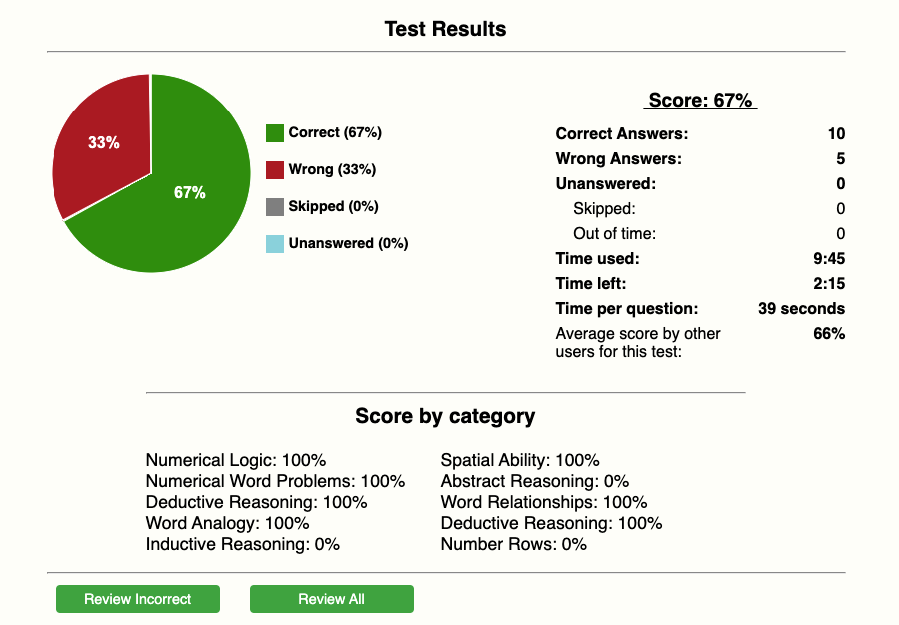 Test Results
33%
67%
Correct (67%)
Wrong (33%)
Skipped (0%)
Unanswered (0%)
Score: 67%
Correct Answers: 10
Wrong Answers: 5
Unanswered: 0
Skipped: 0
Out of time: 0
Time used: 9:45
Time left: 2:15
Time per question: 39 seconds
Average score by other 66%
users for this test:
Score by category
Numerical Logic: 100%
Numerical Word Problems: 100%
Deductive Reasoning: 100%
Word Analogy: 100%
Inductive Reasoning: 0%
Spatial Ability: 100%
Abstract Reasoning: 0%
Word Relationships: 100%
Deductive Reasoning: 100%
Number Rows: 0%
Review Incorrect
Review All